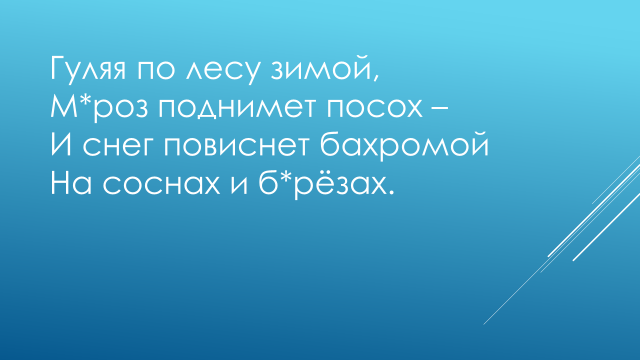 Гуляя по лесу зимой,
М*роз поднимет посох –
И снег повиснет бахромой
На соснах и б*рёзах.